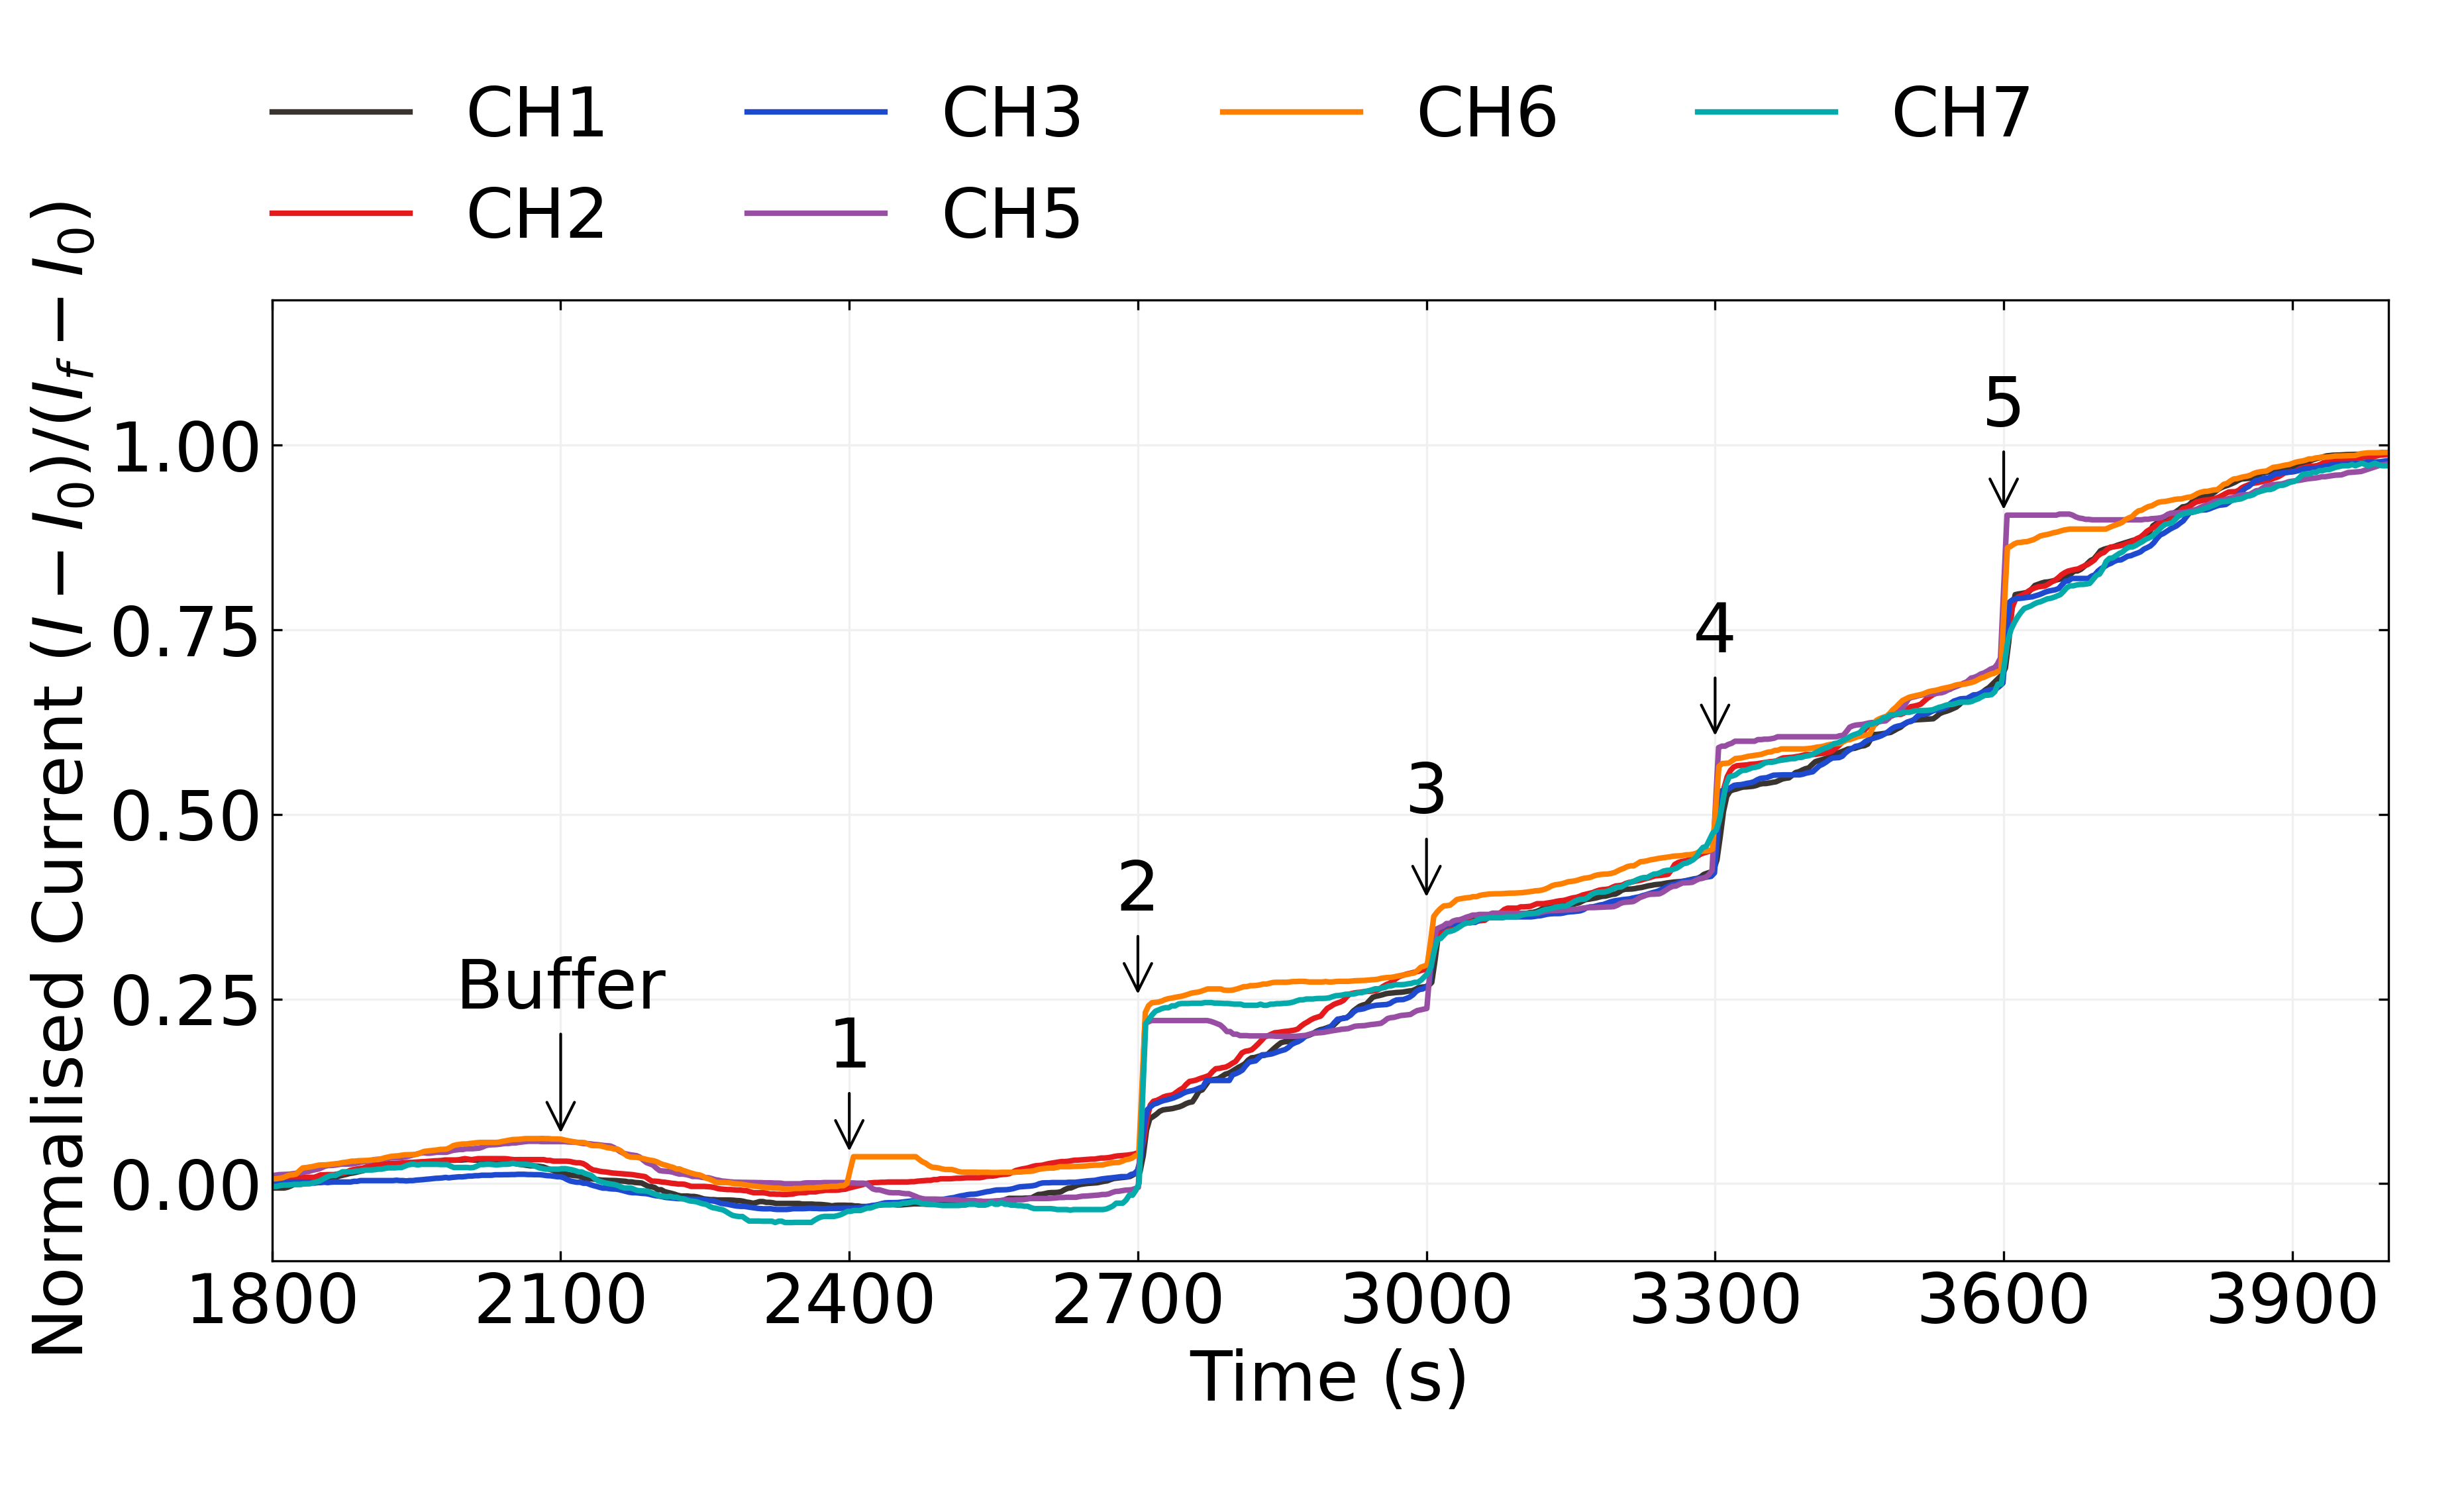 CH1 CH3 CH6 CH7
CH2 CH5
Normalised Current (I − I₀)/(I_f − I₀)
1.00
0.75
0.50
0.25
0.00
Buffer
1
2
3
4
5
1800 2100 2400 2700 3000 3300 3600 3900
Time (s)